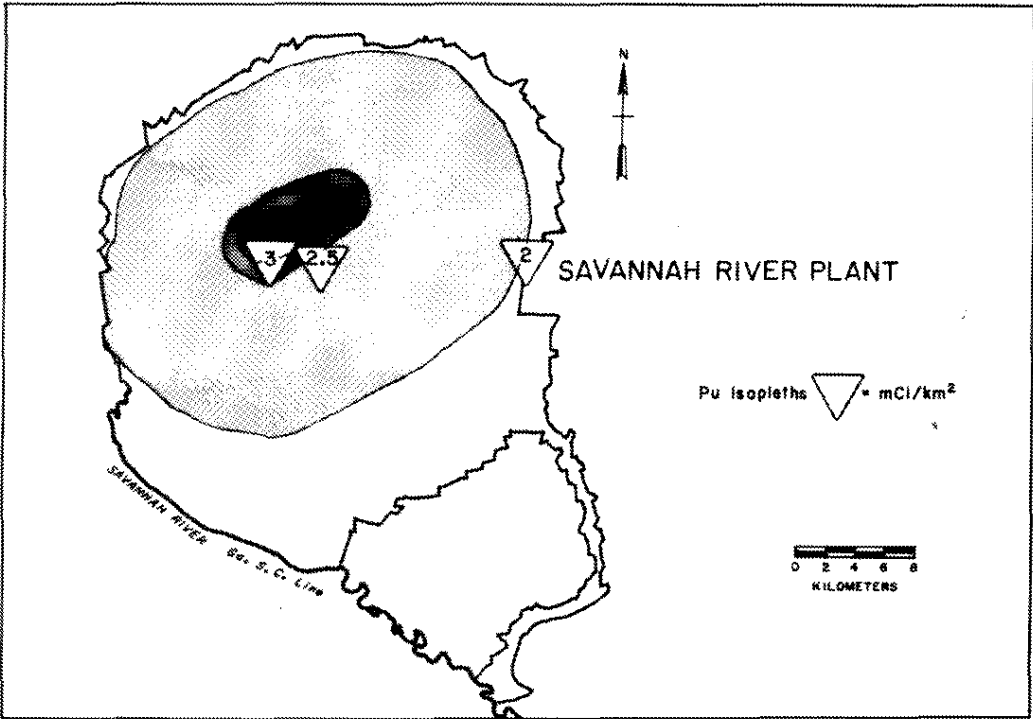 N
3
2.5
2
SAVANNAH RIVER PLANT
Pu Isopleths = mCi/km²
SAVANNAH RIVER Ga. S. C. Line
0 2 4 6 8
KILOMETERS